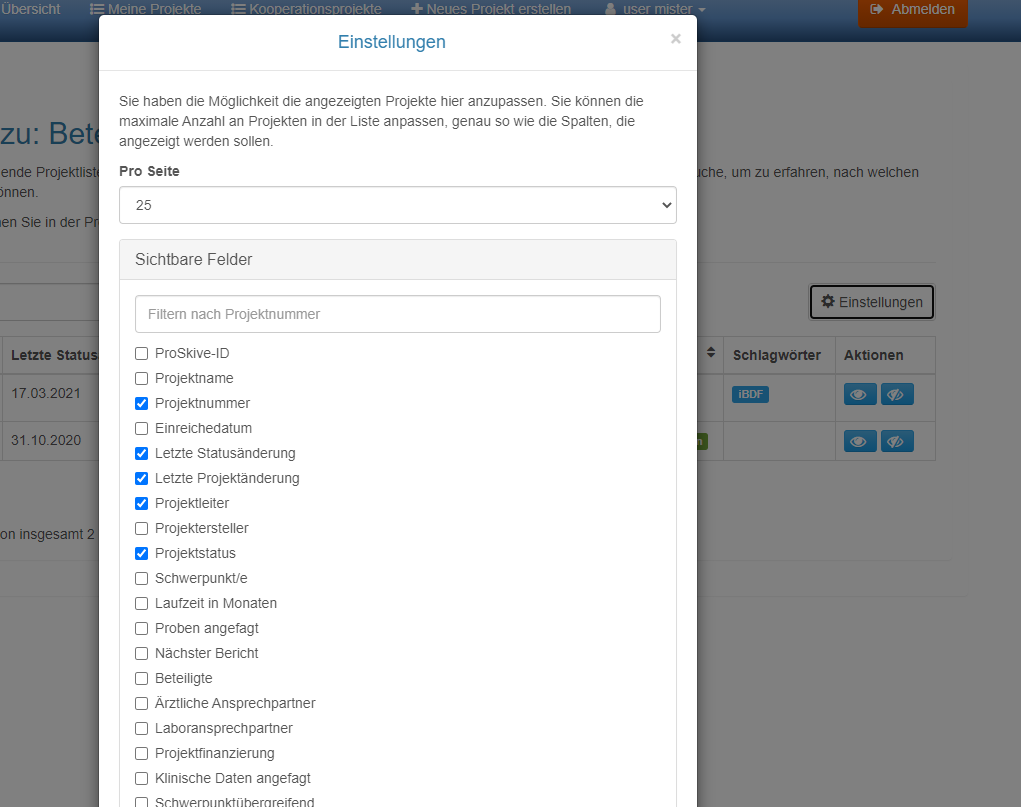 Übersicht
Meine Projekte
Kooperationsprojekte
Neues Projekt erstellen
user mister
Abmelden
Einstellungen
×
Sie haben die Möglichkeit die angezeigten Projekte hier anzupassen. Sie können die
maximale Anzahl an Projekten in der Liste anpassen, genau so wie die Spalten, die
angezeigt werden sollen.
Pro Seite
25
Sichtbare Felder
Filtern nach Projektnummer
ProSkive-ID
Projektname
Projektnummer
Einreichedatum
Letzte Statusänderung
Letzte Projektänderung
Projektleiter
Projektersteller
Projektstatus
Schwerpunkt/e
Laufzeit in Monaten
Proben angefagt
Nächster Bericht
Beteiligte
Ärztliche Ansprechpartner
Laboransprechpartner
Projektfinanzierung
Klinische Daten angefagt
Schwerpunktübergreifend
zu: Bete
ende Projektliste
önnen.
en Sie in der Pr
uche, um zu erfahren, nach welchen
Einstellungen
Letzte Status
Schlagwörter
Aktionen
17.03.2021
iBDF
31.10.2020
n
on insgesamt 2